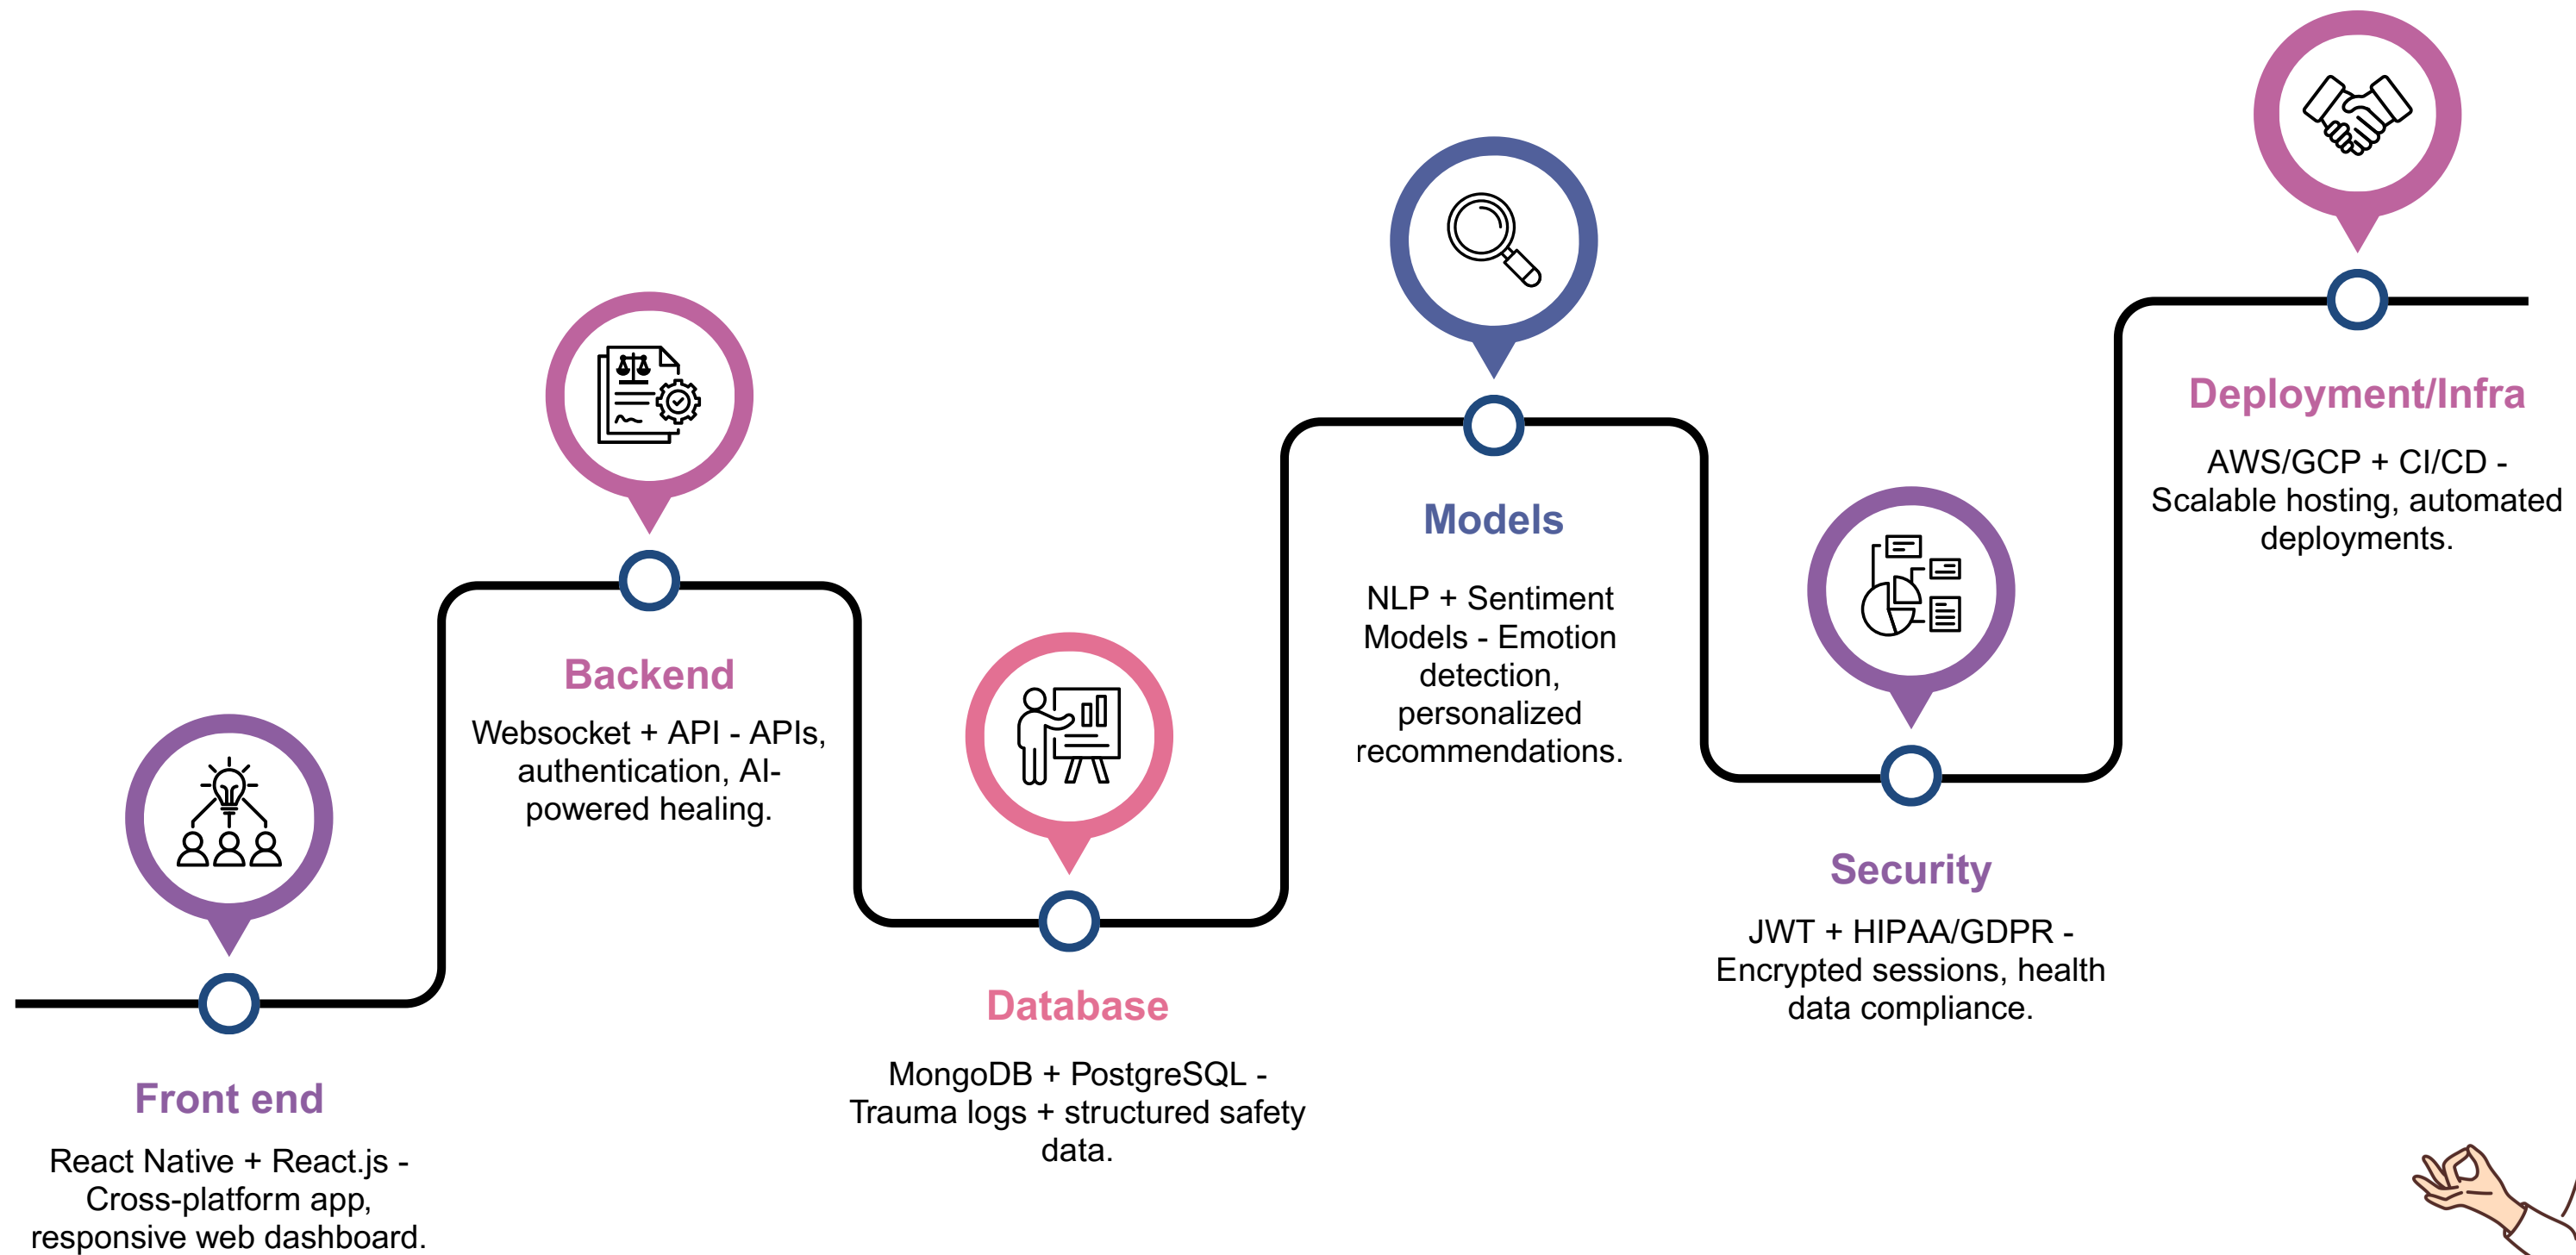 Front end
React Native + React.js -
Cross-platform app,
responsive web dashboard.
Backend
Websocket + API - APIs,
authentication, AI-
powered healing.
Database
MongoDB + PostgreSQL -
Trauma logs + structured safety
data.
Models
NLP + Sentiment
Models - Emotion
detection,
personalized
recommendations.
Security
JWT + HIPAA/GDPR -
Encrypted sessions, health
data compliance.
Deployment/Infra
AWS/GCP + CI/CD -
Scalable hosting, automated
deployments.